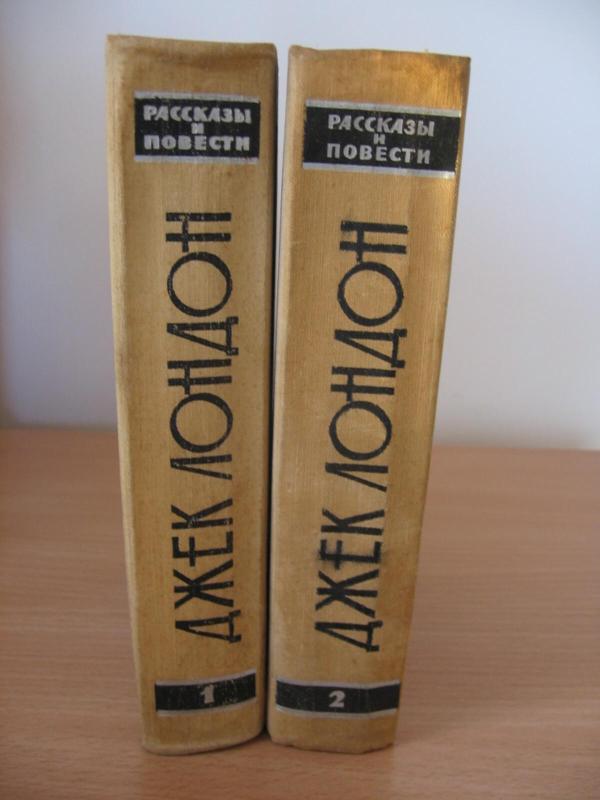 РАССКАЗЫ
И
ПОВЕСТИ
ДЖЕК ЛОНДОН
1
РАССКАЗЫ
И
ПОВЕСТИ
ДЖЕК ЛОНДОН
2